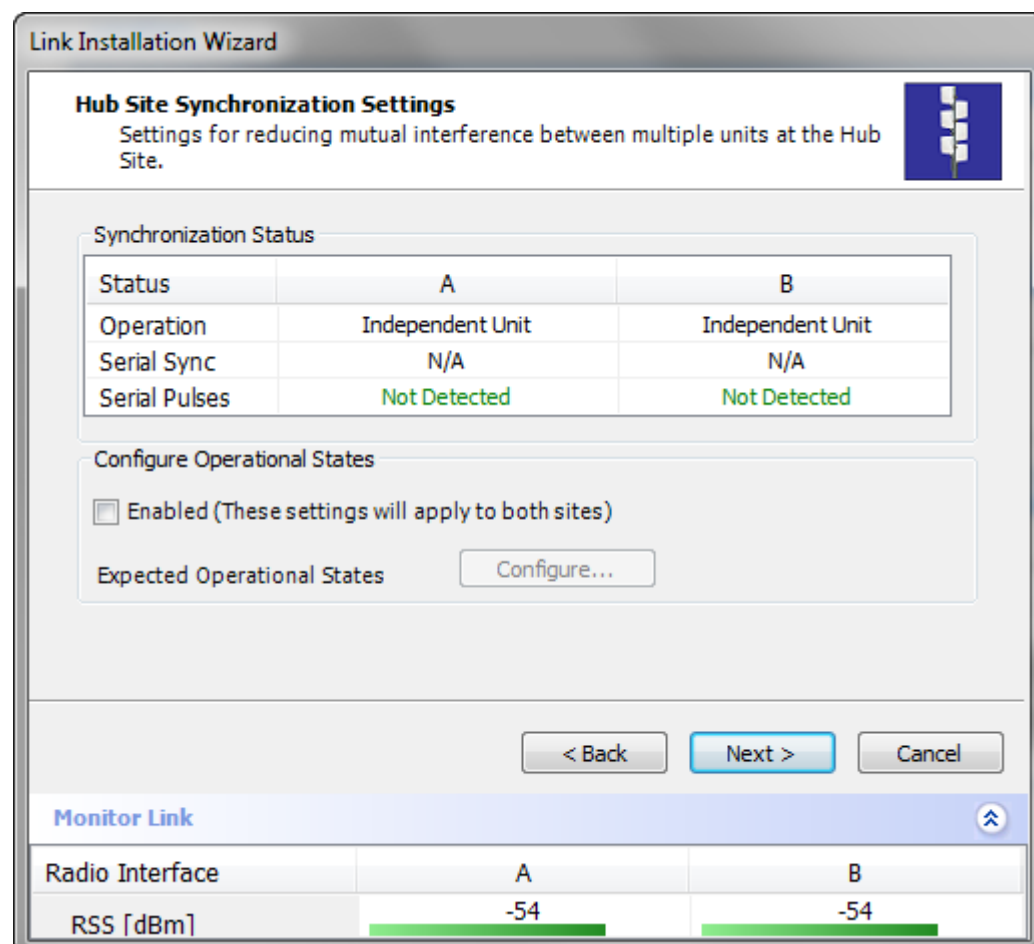 Link Installation Wizard
Hub Site Synchronization Settings
Settings for reducing mutual interference between multiple units at the Hub
Site.
Synchronization Status
Status A B
Operation Independent Unit Independent Unit
Serial Sync N/A N/A
Serial Pulses Not Detected Not Detected
Configure Operational States
Enabled (These settings will apply to both sites)
Expected Operational States Configure...
< Back Next > Cancel
Monitor Link
Radio Interface A B
RSS [dBm] -54 -54